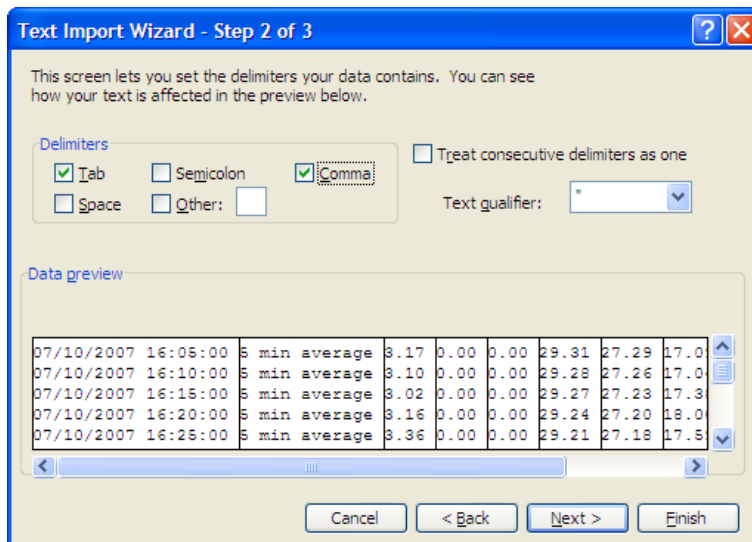 Text Import Wizard - Step 2 of 3
This screen lets you set the delimiters your data contains. You can see
how your text is affected in the preview below.
Delimiters
Tab Semicolon Comma
Space Other:
Treat consecutive delimiters as one
Text qualifier: "
Data preview
07/10/2007 16:05:00 5 min average 3.17 0.00 0.00 29.31 27.29
07/10/2007 16:10:00 5 min average 3.10 0.00 0.00 29.28 27.26
07/10/2007 16:15:00 5 min average 3.02 0.00 0.00 29.27 27.23
07/10/2007 16:20:00 5 min average 3.16 0.00 0.00 29.24 27.20
07/10/2007 16:25:00 5 min average 3.36 0.00 0.00 29.21 27.18
Cancel < Back Next > Finish